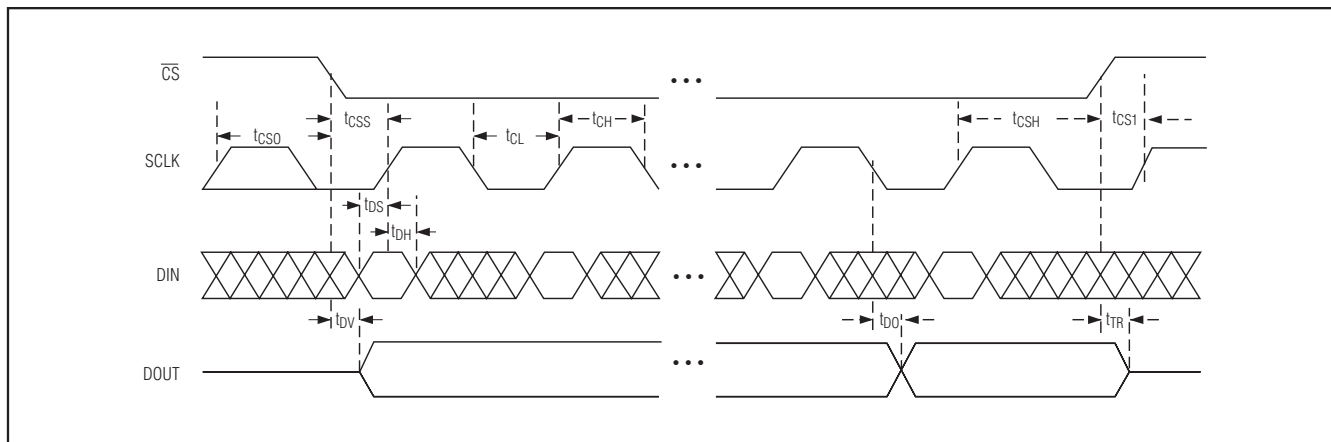 CS
tCSS
tCL
tCH
tCSH
tCS1
tCSO
SCLK
tDS
tDH
DIN
tDV
tDO
tTR
DOUT